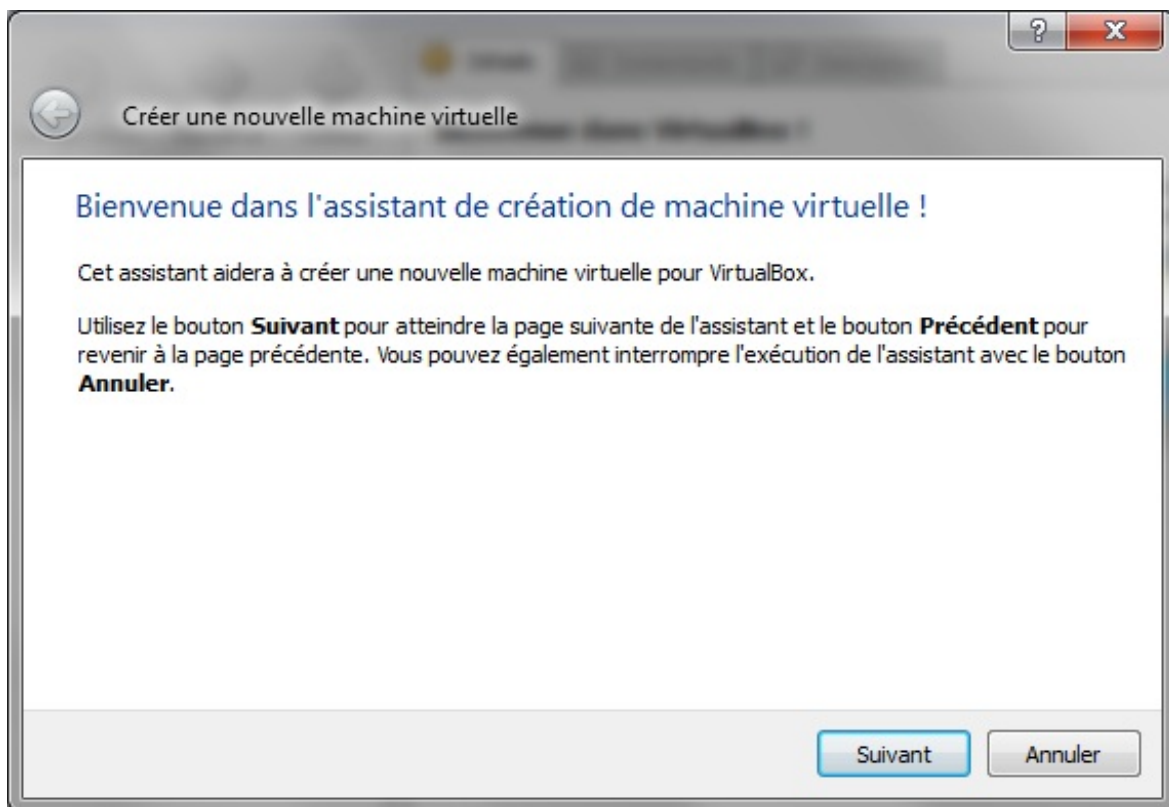 Créer une nouvelle machine virtuelle
Bienvenue dans l'assistant de création de machine virtuelle !
Cet assistant aidera à créer une nouvelle machine virtuelle pour VirtualBox.
Utilisez le bouton Suivant pour atteindre la page suivante de l'assistant et le bouton Précédent pour
revenir à la page précédente. Vous pouvez également interrompre l'exécution de l'assistant avec le bouton
Annuler.
Suivant
Annuler